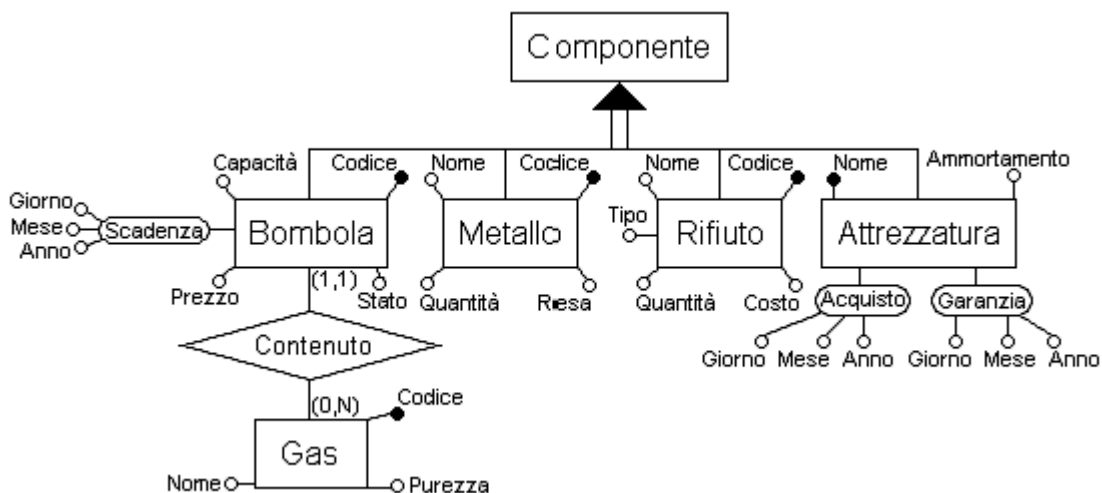 Componente
Capacità
Codice
Nome
Codice
Nome
Codice
Nome
Ammortamento
Giorno
Mese
Anno
Scadenza
Bombola
Metallo
Tipo
Rifiuto
Attrezzatura
Prezzo
(1,1)
Stato
Quantità
Resa
Quantità
Costo
Acquisto
Garanzia
Giorno
Mese
Anno
Giorno
Mese
Anno
Contenuto
(0,N)
Codice
Gas
Nome
Purezza